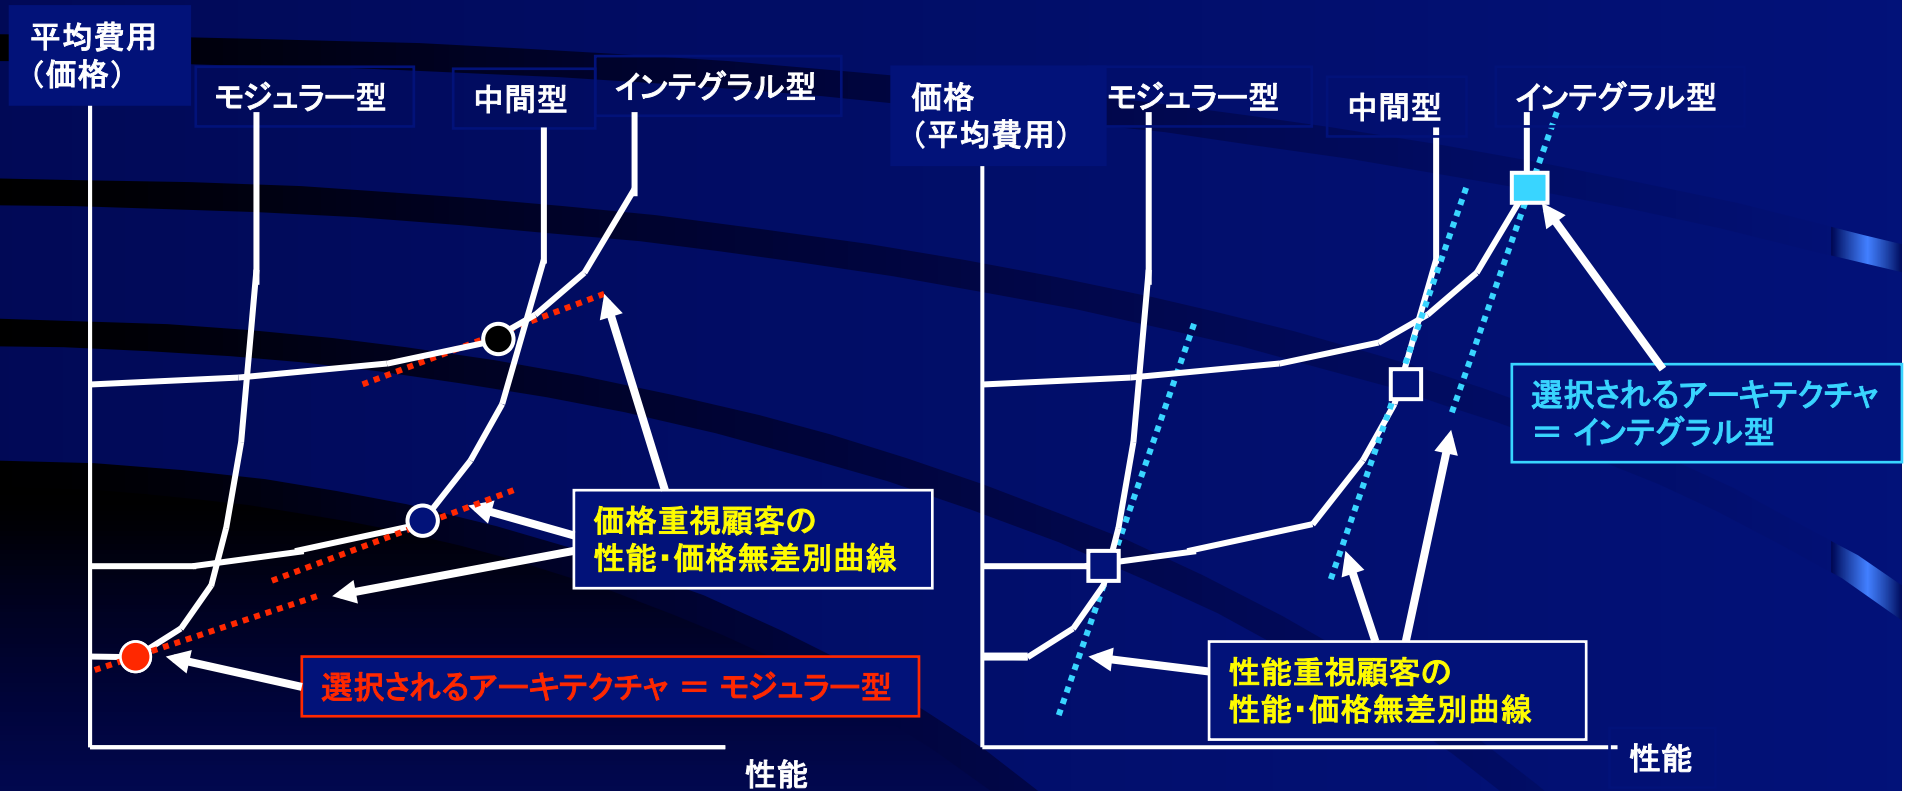 平均費用
（価格）
モジュラー型
中間型
インテグラル型
価格重視顧客の
性能・価格無差別曲線
選択されるアーキテクチャ ＝ モジュラー型
性能
価格
（平均費用）
モジュラー型
中間型
インテグラル型
選択されるアーキテクチャ
＝ インテグラル型
性能重視顧客の
性能・価格無差別曲線
性能